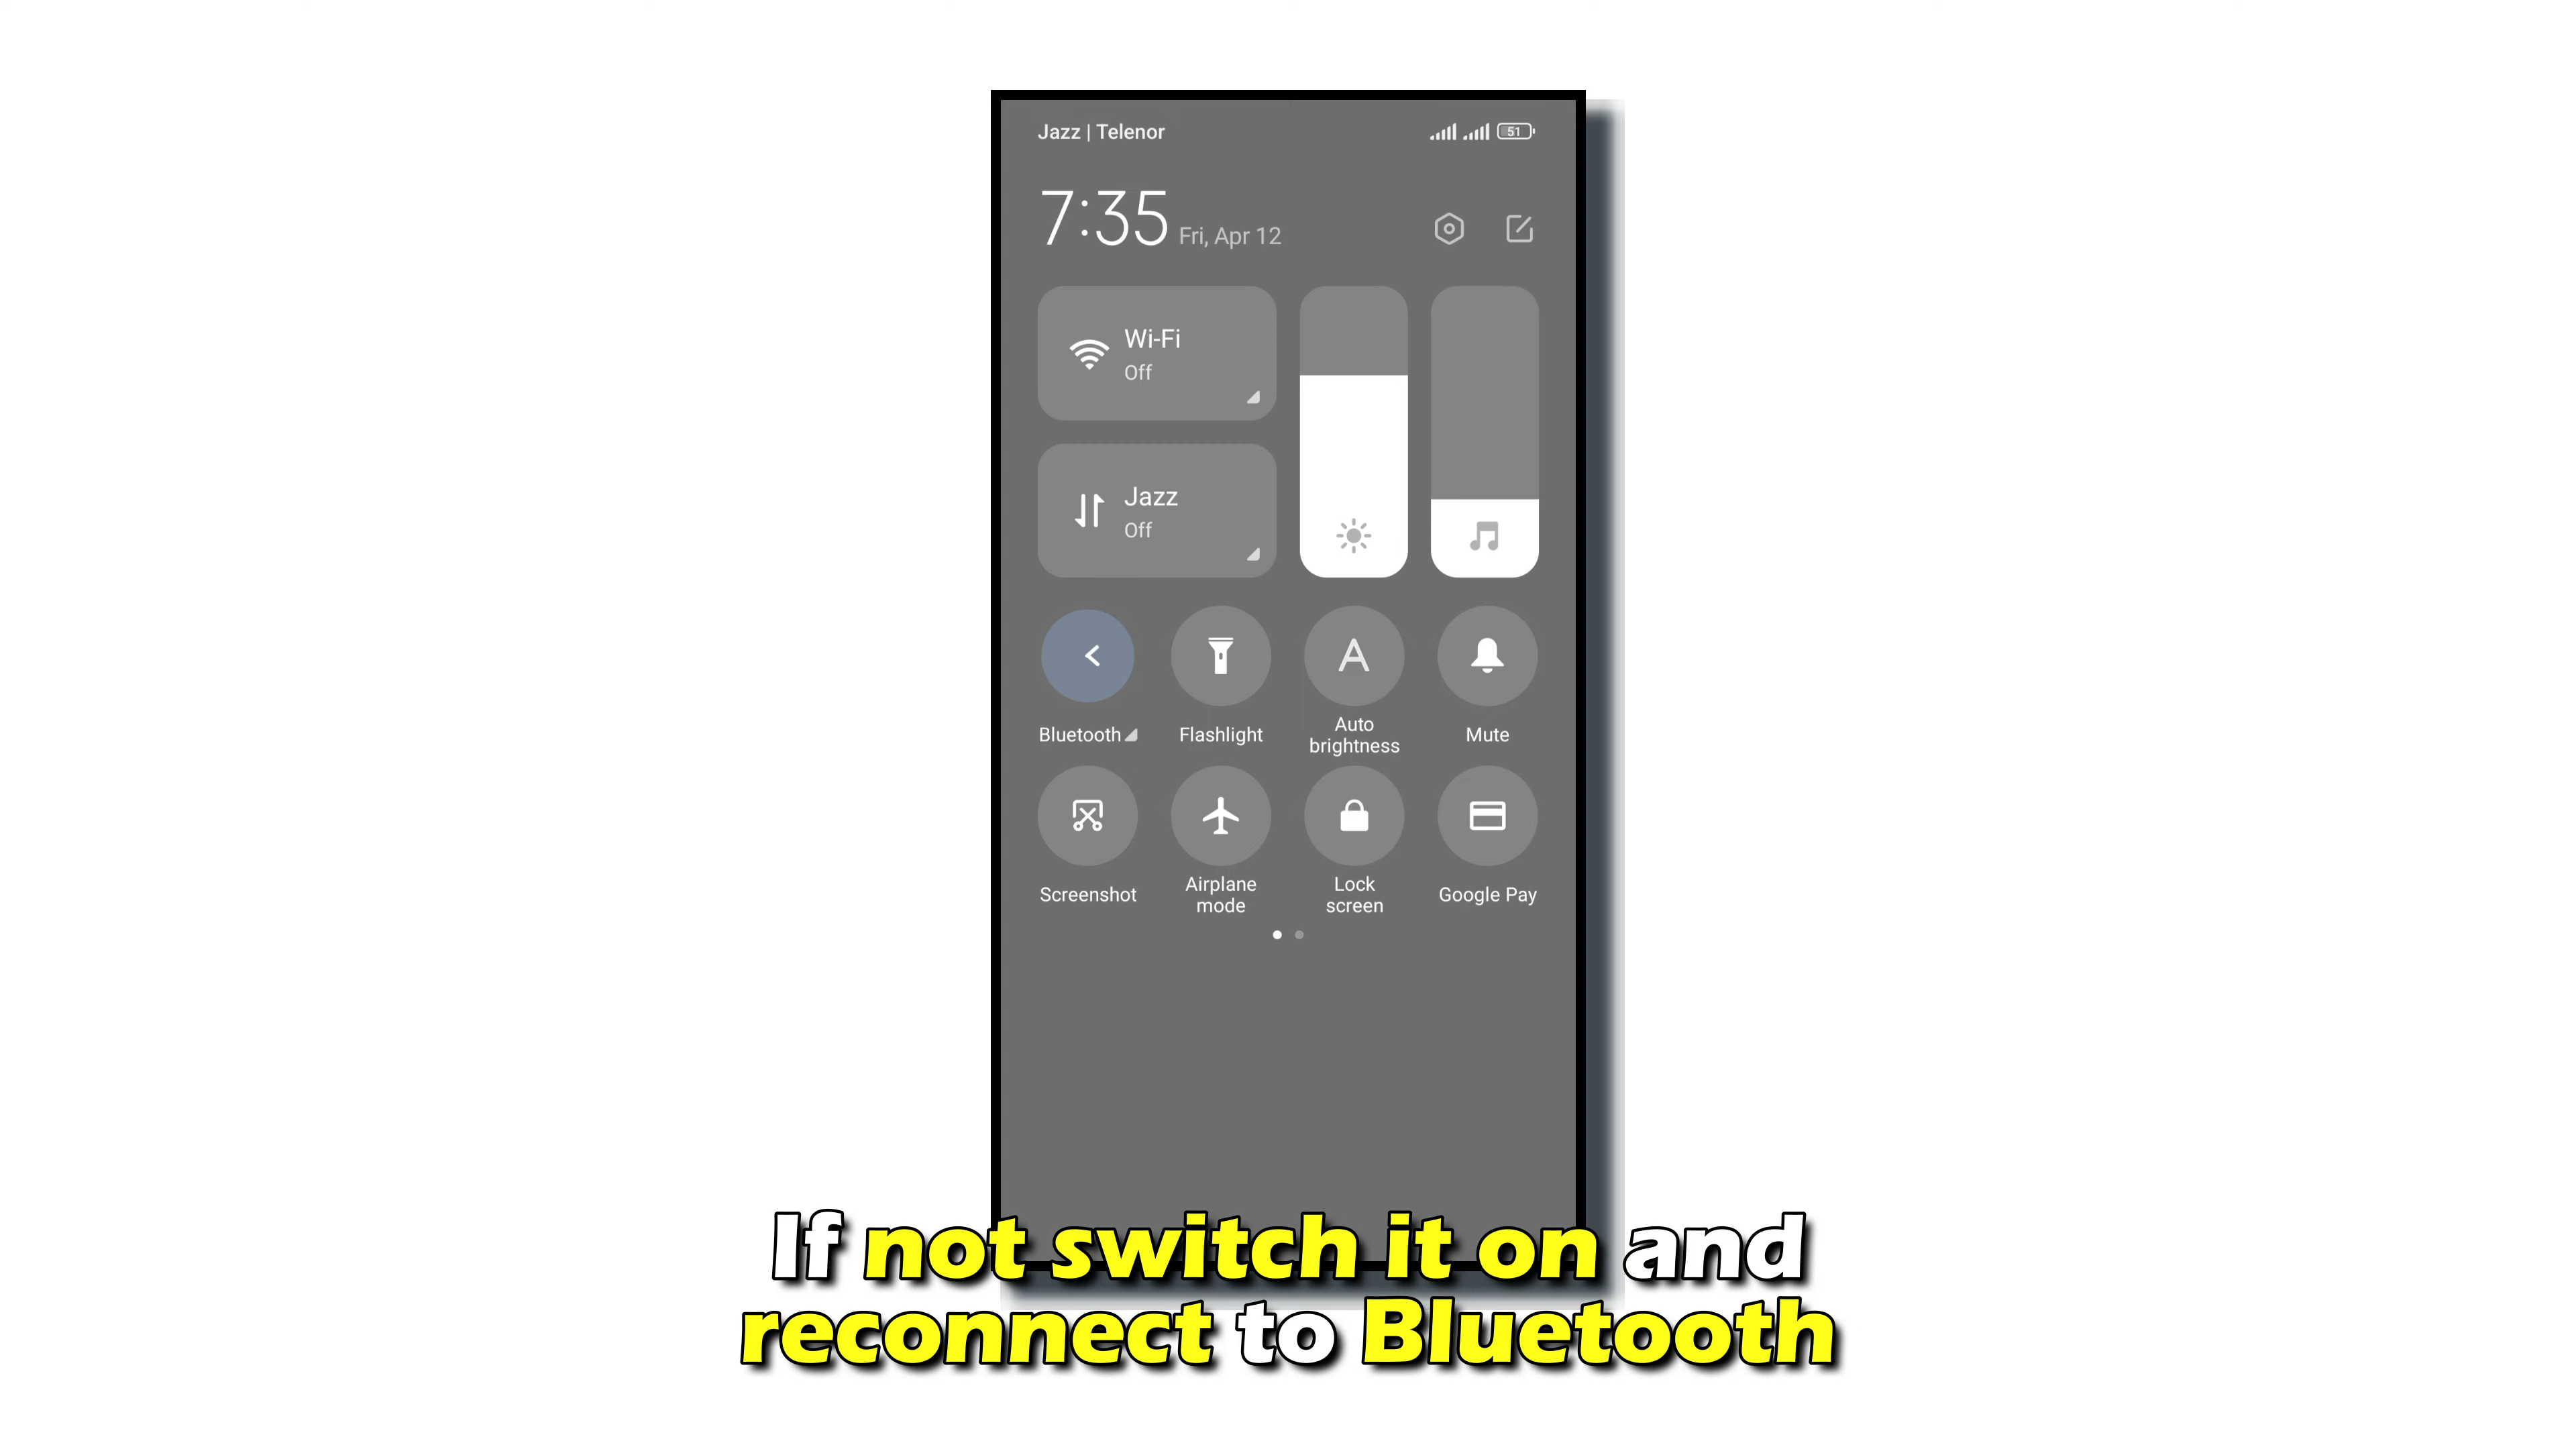 Jazz | Telenor
51
7:35 Fri, Apr 12
Wi-Fi
Off
Jazz
Off
A
Bluetooth
Flashlight
Auto
brightness
Mute
Screenshot
Airplane
mode
Lock
screen
Google Pay
If not switch it on and
reconnect to Bluetooth